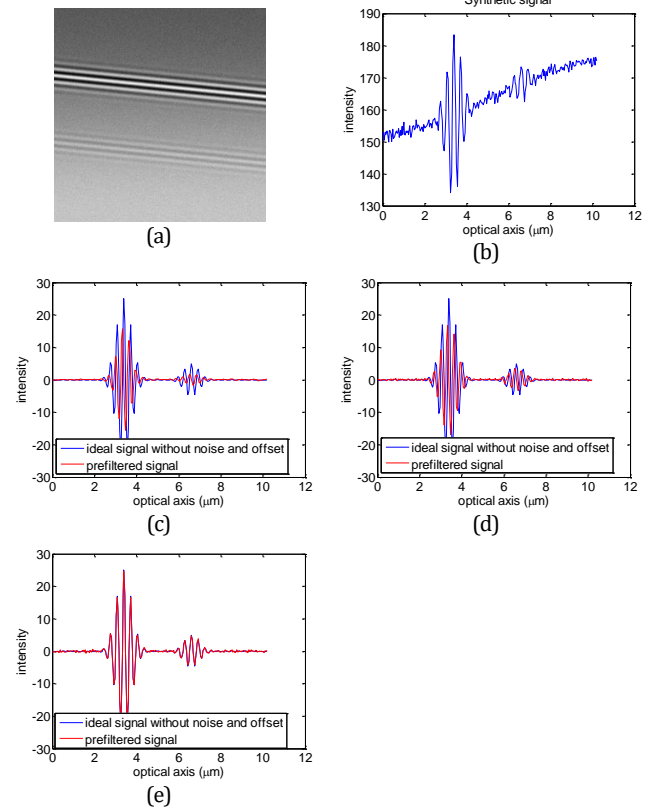 Synthetic signal
190
180
170
160
150
140
130
intensity
0 2 4 6 8 10 12
optical axis (μm)
(a)
(b)
30
20
10
0
-10
-20
-30
intensity
ideal signal without noise and offset
prefiltered signal
0 2 4 6 8 10 12
optical axis (μm)
(c)
30
20
10
0
-10
-20
-30
intensity
ideal signal without noise and offset
prefiltered signal
0 2 4 6 8 10 12
optical axis (μm)
(d)
30
20
10
0
-10
-20
-30
intensity
ideal signal without noise and offset
prefiltered signal
0 2 4 6 8 10 12
optical axis (μm)
(e)